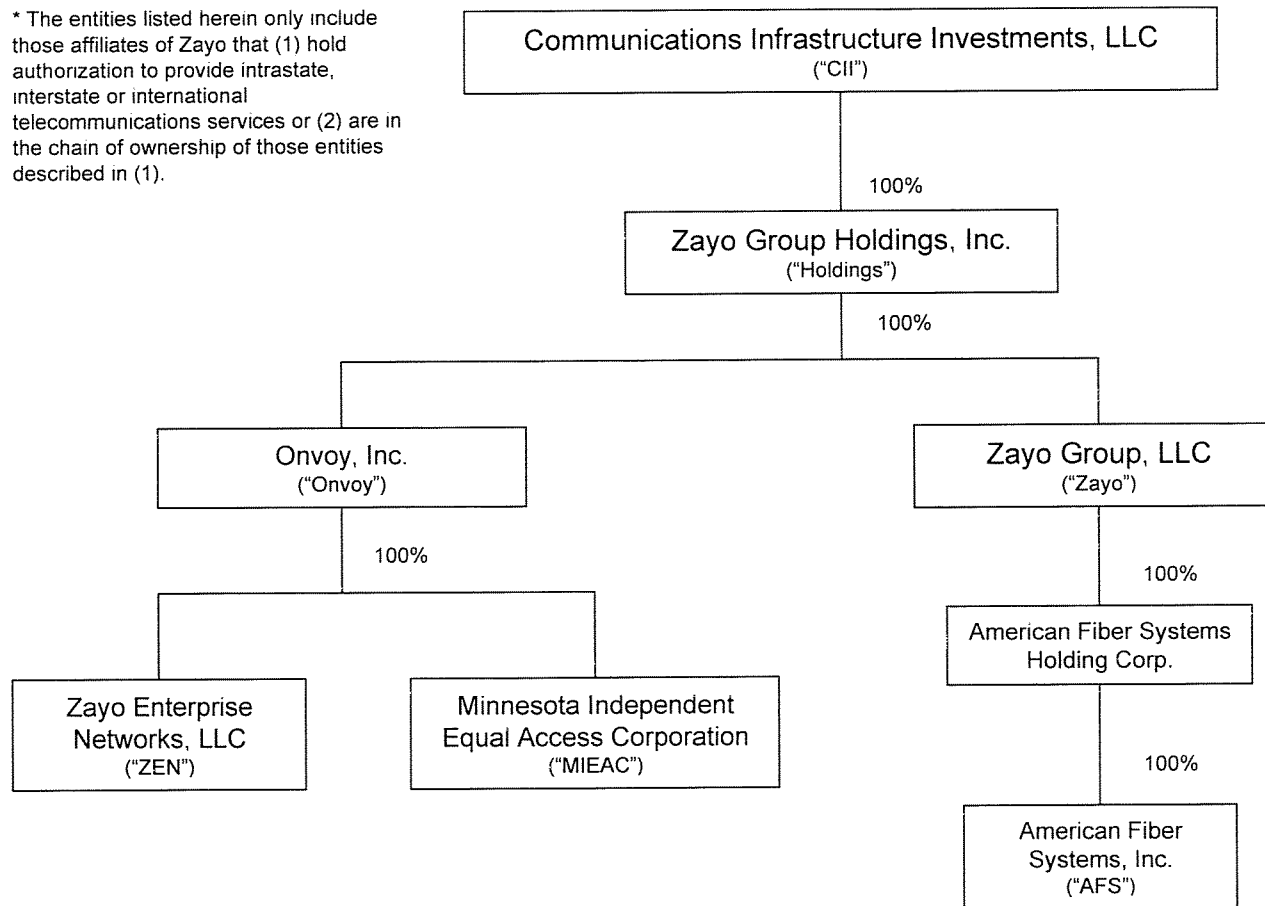 * The entities listed herein only include
those affiliates of Zayo that (1) hold
authorization to provide intrastate,
interstate or international
telecommunications services or (2) are in
the chain of ownership of those entities
described in (1).
Communications Infrastructure Investments, LLC
(“CII”)
100%
Zayo Group Holdings, Inc.
(“Holdings”)
100%
Onvoy, Inc.
(“Onvoy”)
Zayo Group, LLC
(“Zayo”)
100%
100%
Zayo Enterprise
Networks, LLC
(“ZEN”)
Minnesota Independent
Equal Access Corporation
(“MIEAC”)
American Fiber Systems
Holding Corp.
100%
American Fiber
Systems, Inc.
(“AFS”)